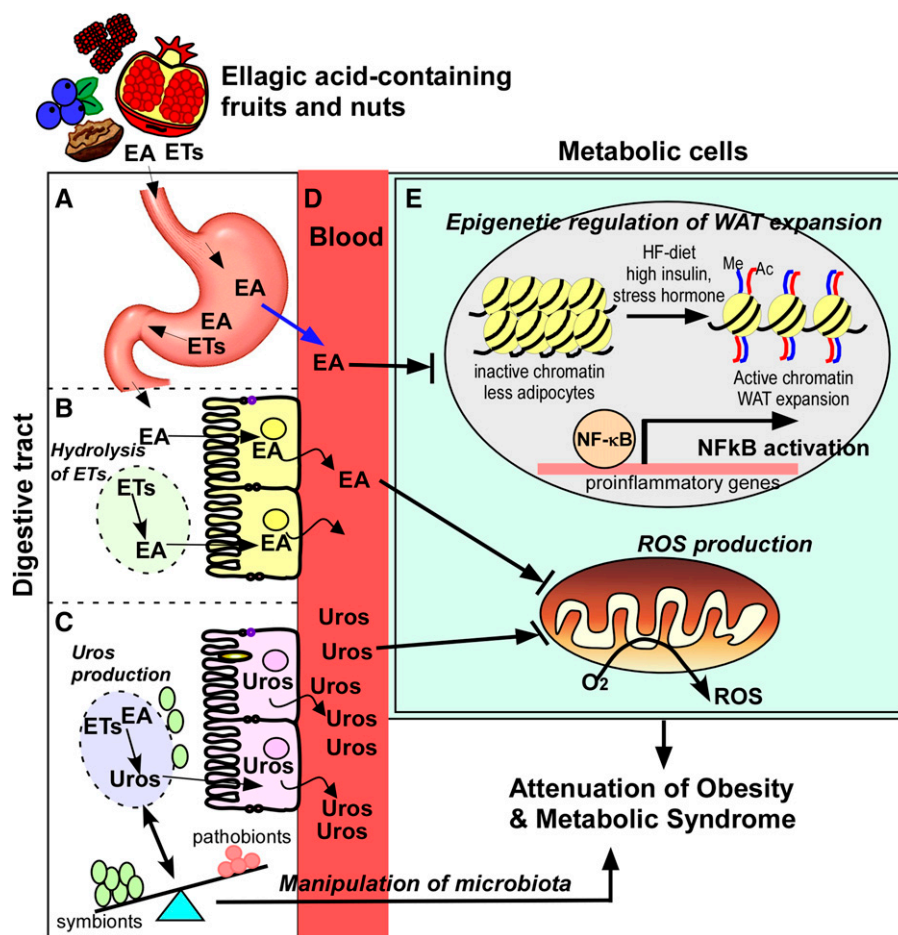 Ellagic acid-containing
fruits and nuts
EA ETs
Metabolic cells
Digestive tract
A
EA
EA
ETs
B
Hydrolysis
of ETs
EA
ETs
EA
EA
EA
C
Uros
production
ETs EA
Uros
Uros
Uros
pathobionts
symbionts
Manipulation of microbiota
D
Blood
EA
EA
Uros
Uros
Uros
Uros
Uros
Uros
Uros
E
Epigenetic regulation of WAT expansion
HF-diet
high insulin,
stress hormone
Me
Ac
inactive chromatin
less adipocytes
Active chromatin
WAT expansion
NF-κB
NFkB activation
proinflammatory genes
ROS production
O2
ROS
Attenuation of Obesity
& Metabolic Syndrome